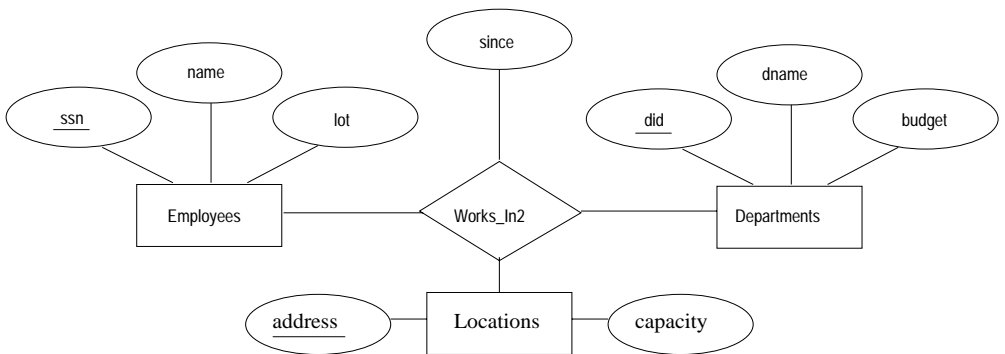 since
name
dname
ssn
lot
did
budget
Employees
Works_In2
Departments
address
Locations
capacity